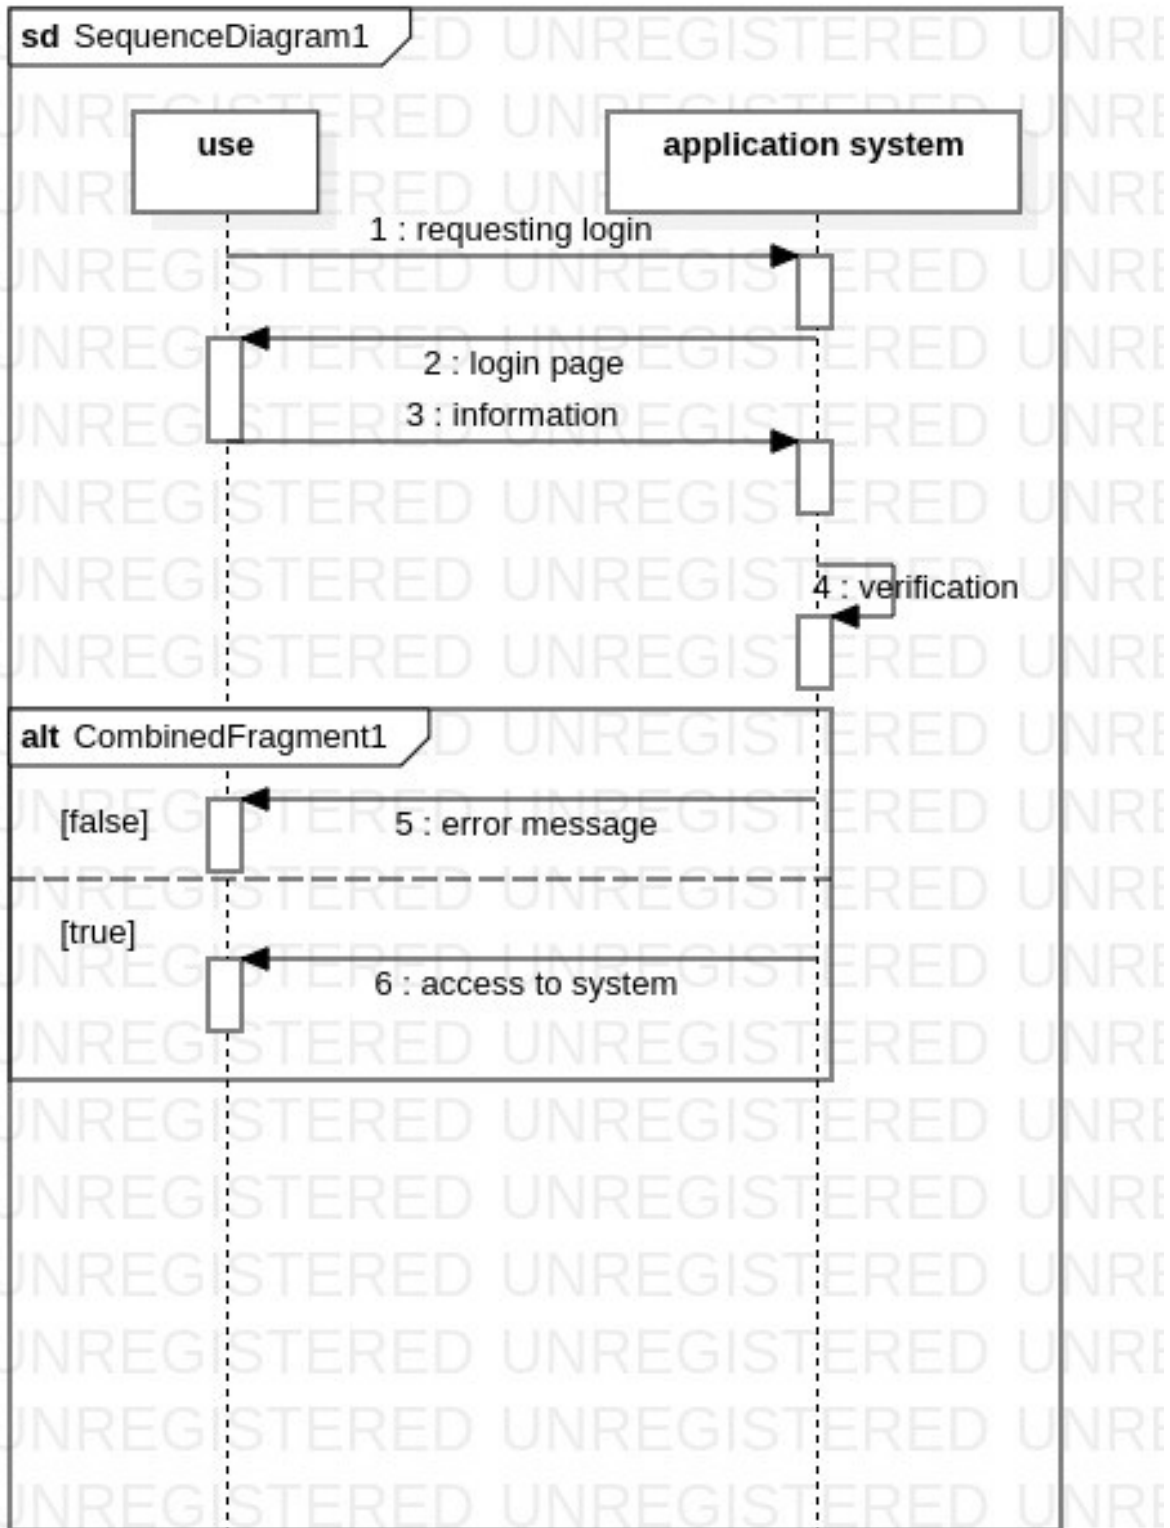 sd SequenceDiagram1
use
application system
1 : requesting login
2 : login page
3 : information
4 : verification
alt CombinedFragment1
[false]
5 : error message
[true]
6 : access to system
UNREGISTERED